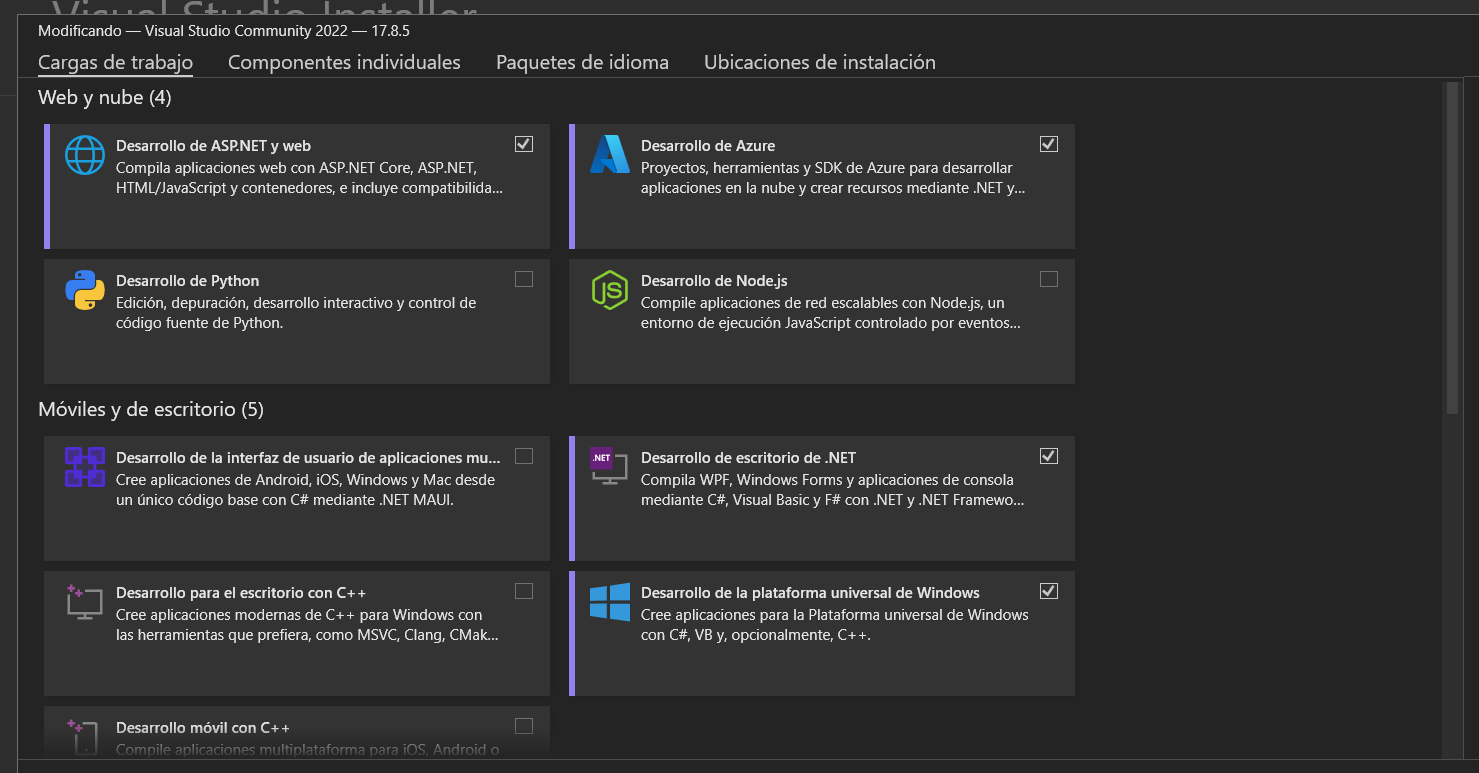 Visual Studio Installer
Modificando — Visual Studio Community 2022 — 17.8.5
Cargas de trabajo Componentes individuales Paquetes de idioma Ubicaciones de instalación
Web y nube (4)
Desarrollo de ASP.NET y web
Compila aplicaciones web con ASP.NET Core, ASP.NET,
HTML/JavaScript y contenedores, e incluye compatibilida...
Desarrollo de Azure
Proyectos, herramientas y SDK de Azure para desarrollar
aplicaciones en la nube y crear recursos mediante .NET y...
Desarrollo de Python
Edición, depuración, desarrollo interactivo y control de
código fuente de Python.
JS
Desarrollo de Node.js
Compile aplicaciones de red escalables con Node.js, un
entorno de ejecución JavaScript controlado por eventos...
Móviles y de escritorio (5)
Desarrollo de la interfaz de usuario de aplicaciones mu...
Cree aplicaciones de Android, iOS, Windows y Mac desde
un único código base con C# mediante .NET MAUI.
.NET
Desarrollo de escritorio de .NET
Compila WPF, Windows Forms y aplicaciones de consola
mediante C#, Visual Basic y F# con .NET y .NET Framewo...
Desarrollo para el escritorio con C++
Cree aplicaciones modernas de C++ para Windows con
las herramientas que prefiera, como MSVC, Clang, CMak...
Desarrollo de la plataforma universal de Windows
Cree aplicaciones para la Plataforma universal de Windows
con C#, VB y, opcionalmente, C++.
Desarrollo móvil con C++
Compile aplicaciones multiplataforma para iOS, Android o